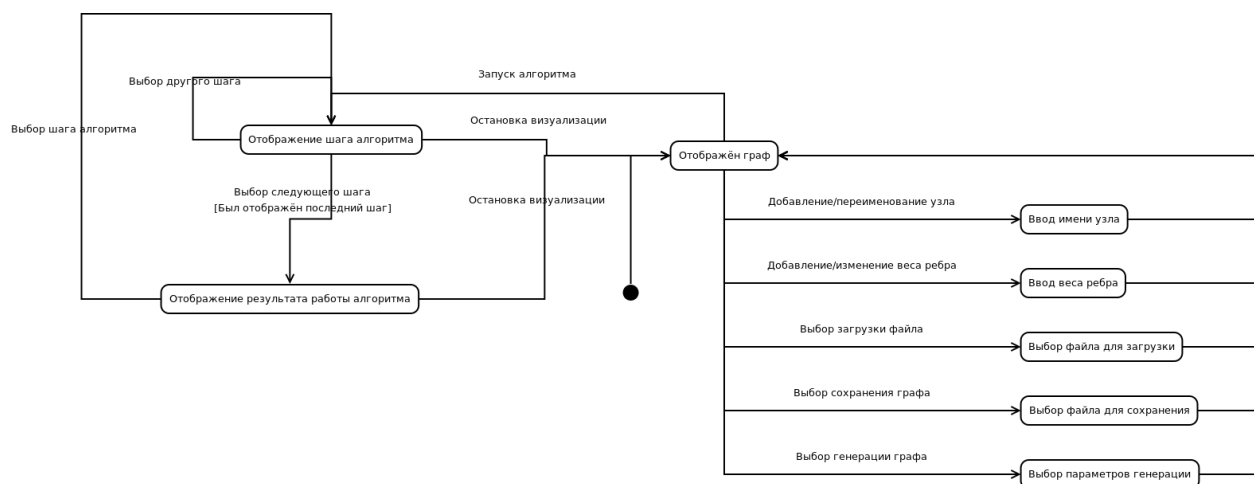 Запуск алгоритма
Выбор другого шага
Остановка визуализации
Выбор шага алгоритма
Отображение шага алгоритма
Отображён граф
Выбор следующего шага
[Был отображён последний шаг]
Остановка визуализации
Добавление/переименование узла
Ввод имени узла
Добавление/изменение веса ребра
Ввод веса ребра
Отображение результата работы алгоритма
Выбор загрузки файла
Выбор файла для загрузки
Выбор сохранения графа
Выбор файла для сохранения
Выбор генерации графа
Выбор параметров генерации